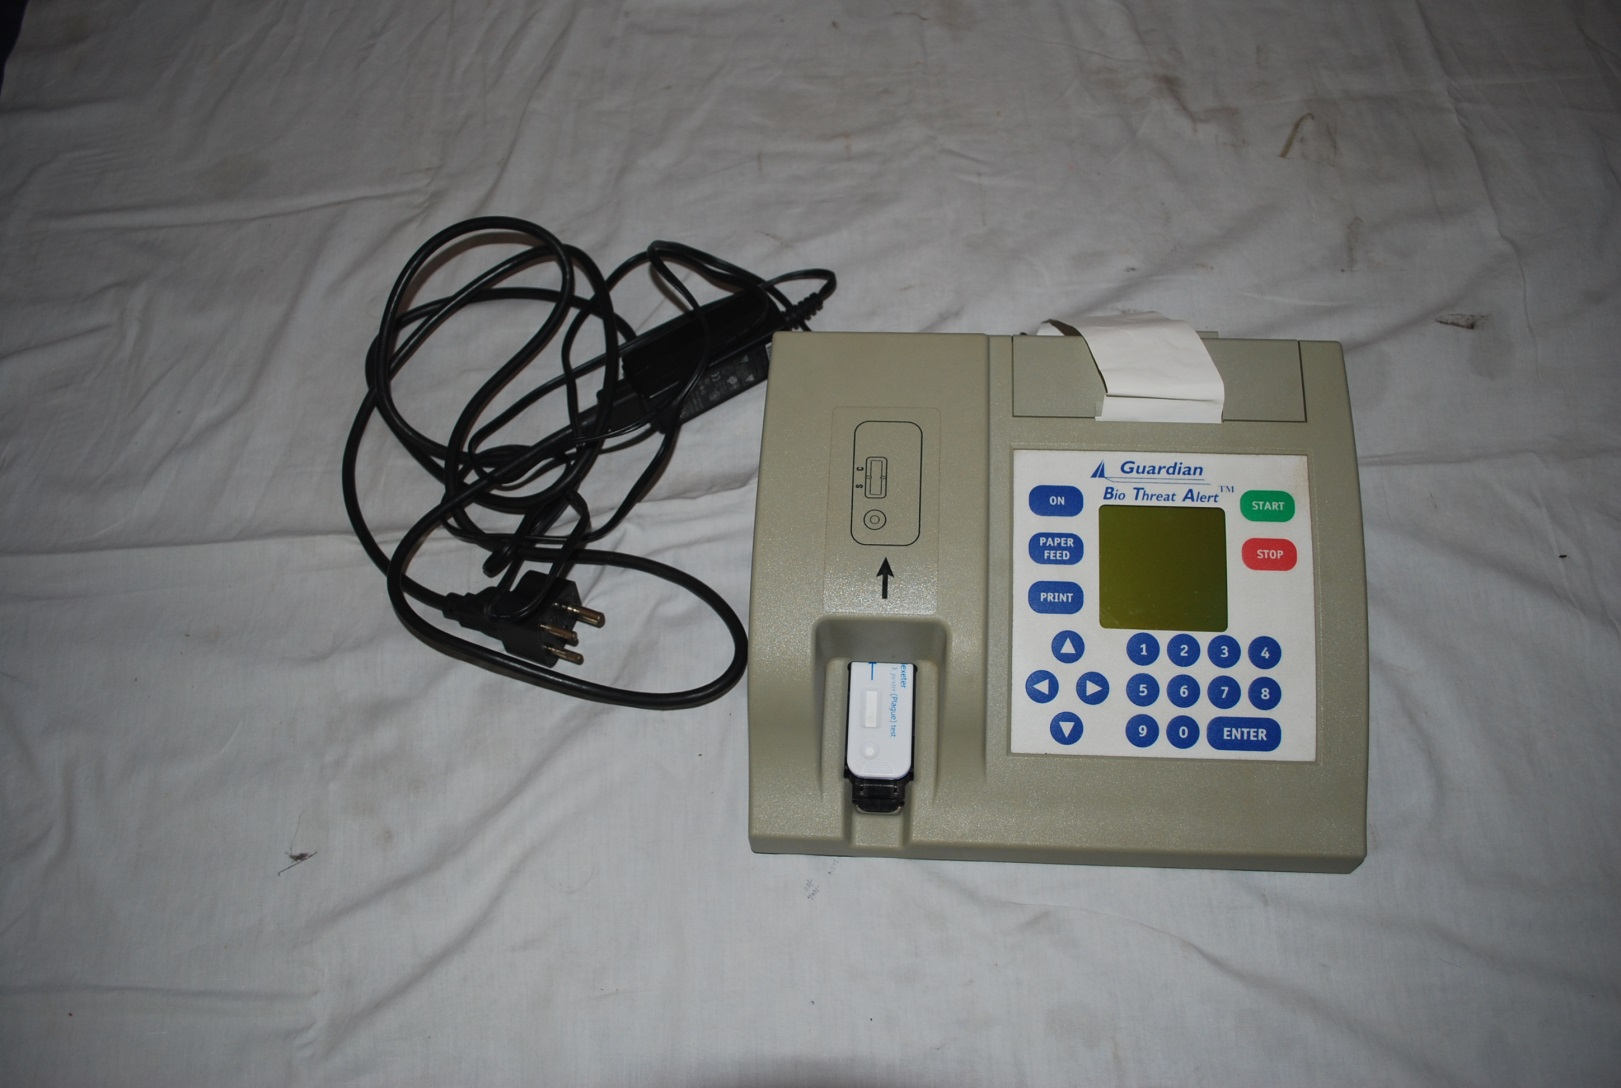 Guardian
Bio Threat Alert™
ON
START
PAPER
FEED
STOP
PRINT
1 2 3 4
5 6 7 8
9 0 ENTER
C
S
T
(Plague) test